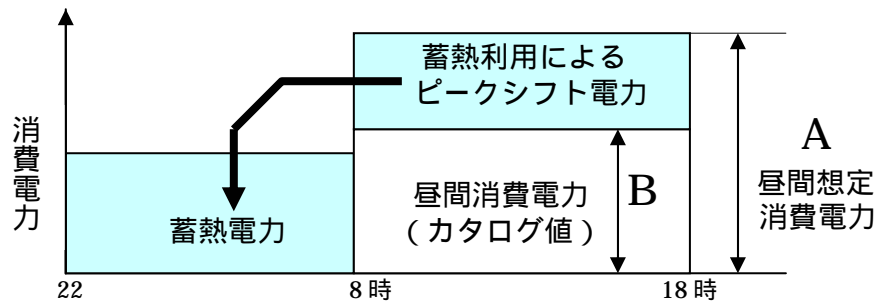 消費電力
蓄熱利用による
ピークシフト電力
A
昼間想定
消費電力
昼間消費電力
(カタログ値)
B
蓄熱電力
22
8時
18時